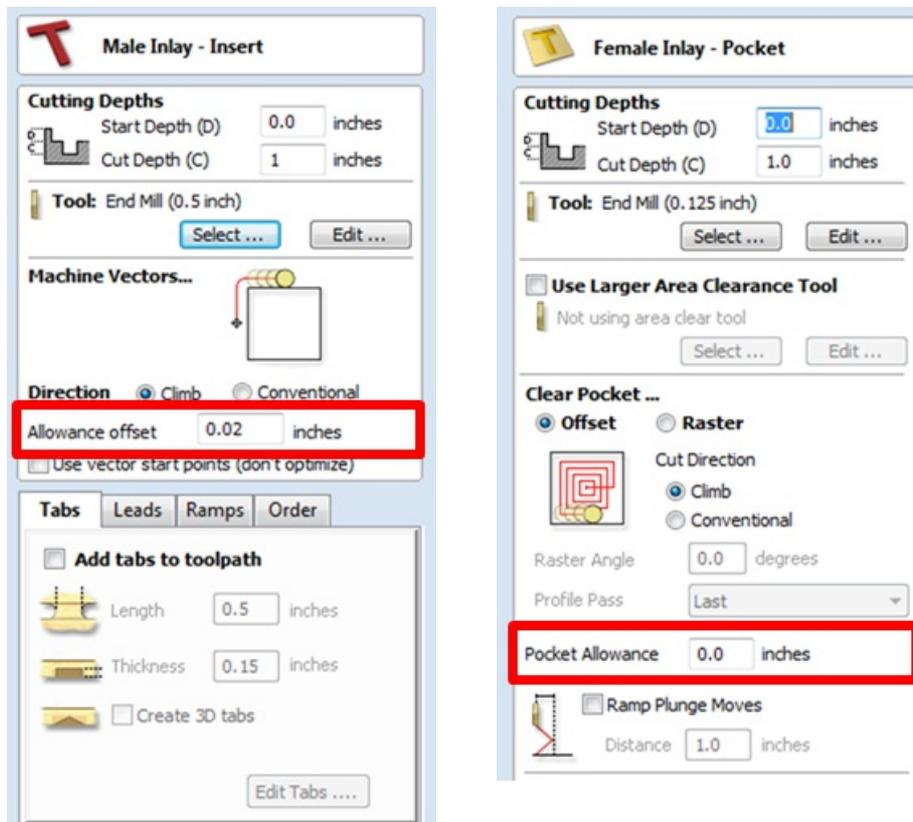 Male Inlay - Insert
Cutting Depths
Start Depth (D) 0.0 inches
Cut Depth (C) 1 inches
Tool: End Mill (0.5 inch)
Select ... Edit ...
Machine Vectors...
Direction Climb Conventional
Allowance offset 0.02 inches
Use vector start points (don't optimize)
Tabs Leads Ramps Order
Add tabs to toolpath
Length 0.5 inches
Thickness 0.15 inches
Create 3D tabs
Edit Tabs ....
Female Inlay - Pocket
Cutting Depths
Start Depth (D) 0.0 inches
Cut Depth (C) 1.0 inches
Tool: End Mill (0.125 inch)
Select ... Edit ...
Use Larger Area Clearance Tool
Not using area clear tool
Select ... Edit ...
Clear Pocket ...
Offset Raster
Cut Direction
Climb
Conventional
Raster Angle 0.0 degrees
Profile Pass Last
Pocket Allowance 0.0 inches
Ramp Plunge Moves
Distance 1.0 inches